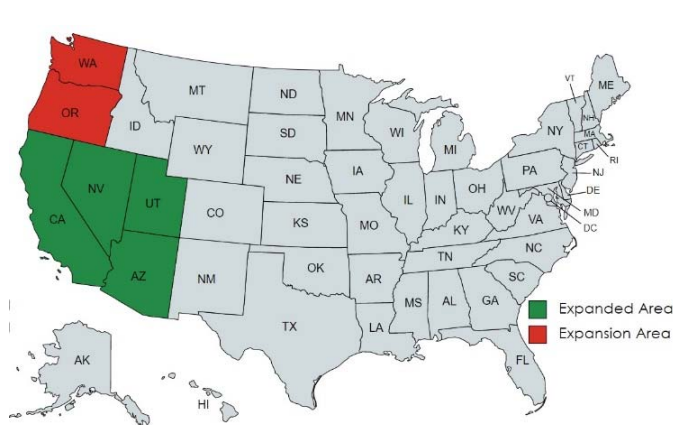 WA
OR
MT
ID
ND
MN
SD
WI
WY
MI
NE
IA
NV
UT
CO
KS
MO
IL
IN
OH
PA
NY
VT
NH
ME
MA
CT
RI
NJ
DE
MD
DC
WV
VA
KY
NC
TN
SC
CA
AZ
NM
OK
AR
MS
AL
GA
TX
LA
FL
AK
HI
Expanded Area
Expansion Area